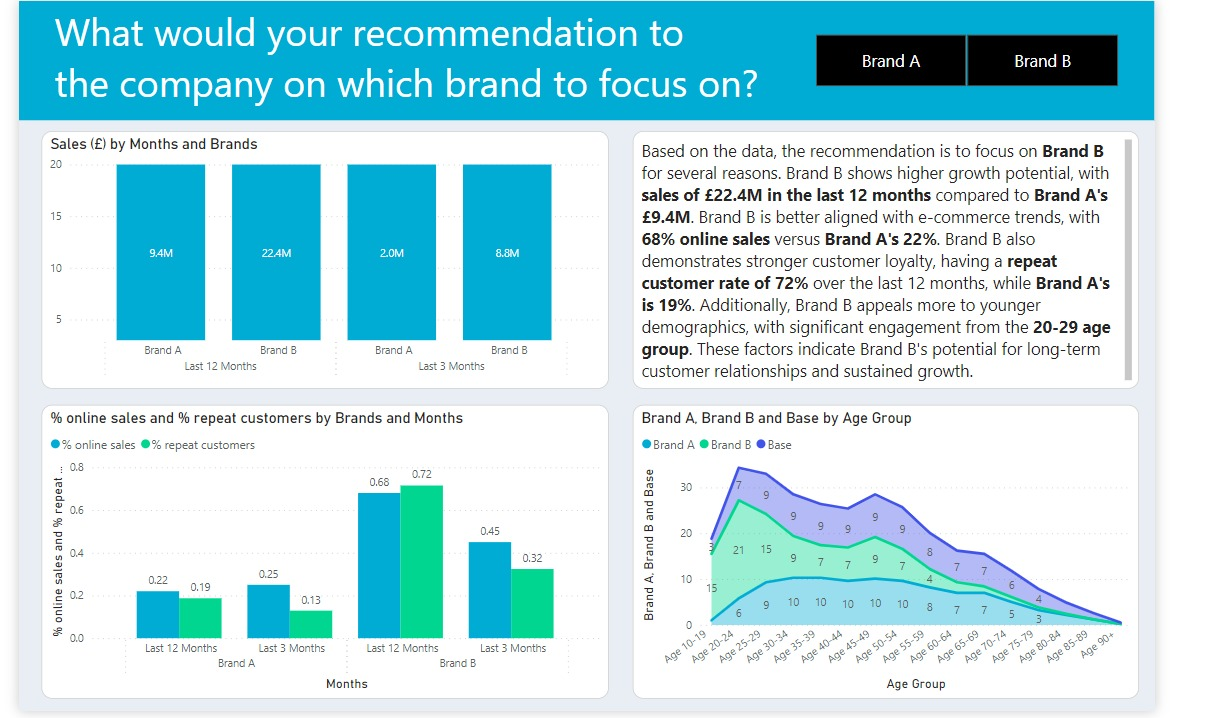 What would your recommendation to
the company on which brand to focus on?
Brand A
Brand B
Sales (£) by Months and Brands
20
15
10
5
9.4M
22.4M
2.0M
8.8M
Brand A
Brand B
Brand A
Brand B
Last 12 Months
Last 3 Months
Based on the data, the recommendation is to focus on Brand B
for several reasons. Brand B shows higher growth potential, with
sales of £22.4M in the last 12 months compared to Brand A's
£9.4M. Brand B is better aligned with e-commerce trends, with
68% online sales versus Brand A's 22%. Brand B also
demonstrates stronger customer loyalty, having a repeat
customer rate of 72% over the last 12 months, while Brand A's
is 19%. Additionally, Brand B appeals more to younger
demographics, with significant engagement from the 20-29 age
group. These factors indicate Brand B's potential for long-term
customer relationships and sustained growth.
% online sales and % repeat customers by Brands and Months
% online sales
% repeat customers
% online sales and % repeat ...
0.8
0.6
0.4
0.2
0.0
0.22
0.19
0.25
0.13
0.68
0.72
0.45
0.32
Last 12 Months
Last 3 Months
Last 12 Months
Last 3 Months
Brand A
Brand B
Months
Brand A, Brand B and Base by Age Group
Brand A
Brand B
Base
Brand A, Brand B and Base
30
20
10
0
3
7
9
9
9
9
9
9
8
7
7
6
4
15
21
15
9
7
7
9
7
4
6
9
10
10
10
10
10
8
7
7
5
3
Age 10-19
Age 20-24
Age 25-29
Age 30-34
Age 35-39
Age 40-44
Age 45-49
Age 50-54
Age 55-59
Age 60-64
Age 65-69
Age 70-74
Age 75-79
Age 80-84
Age 85-89
Age 90+
Age Group